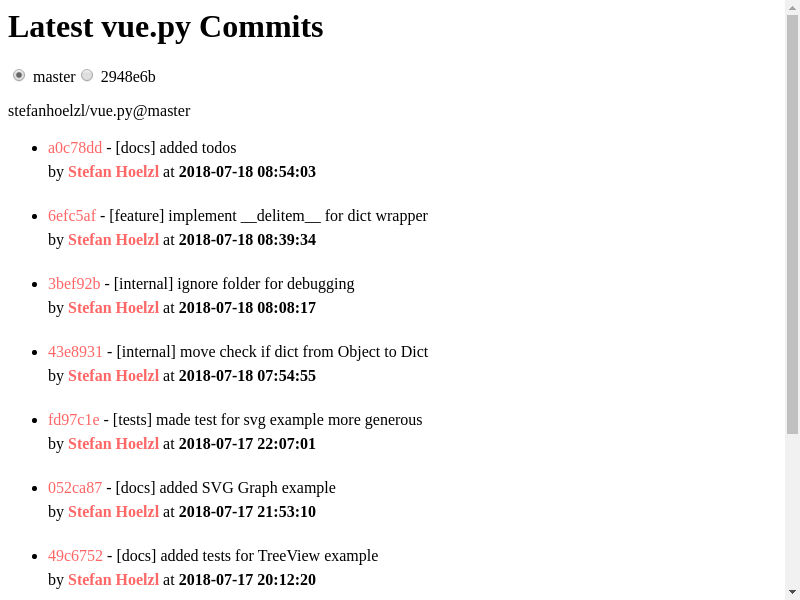 Latest vue.py Commits
master 2948e6b
stefanhoelzl/vue.py@master
a0c78dd - [docs] added todos
by Stefan Hoelzl at 2018-07-18 08:54:03
6efc5af - [feature] implement __delitem__ for dict wrapper
by Stefan Hoelzl at 2018-07-18 08:39:34
3bef92b - [internal] ignore folder for debugging
by Stefan Hoelzl at 2018-07-18 08:08:17
43e8931 - [internal] move check if dict from Object to Dict
by Stefan Hoelzl at 2018-07-18 07:54:55
fd97c1e - [tests] made test for svg example more generous
by Stefan Hoelzl at 2018-07-17 22:07:01
052ca87 - [docs] added SVG Graph example
by Stefan Hoelzl at 2018-07-17 21:53:10
49c6752 - [docs] added tests for TreeView example
by Stefan Hoelzl at 2018-07-17 20:12:20